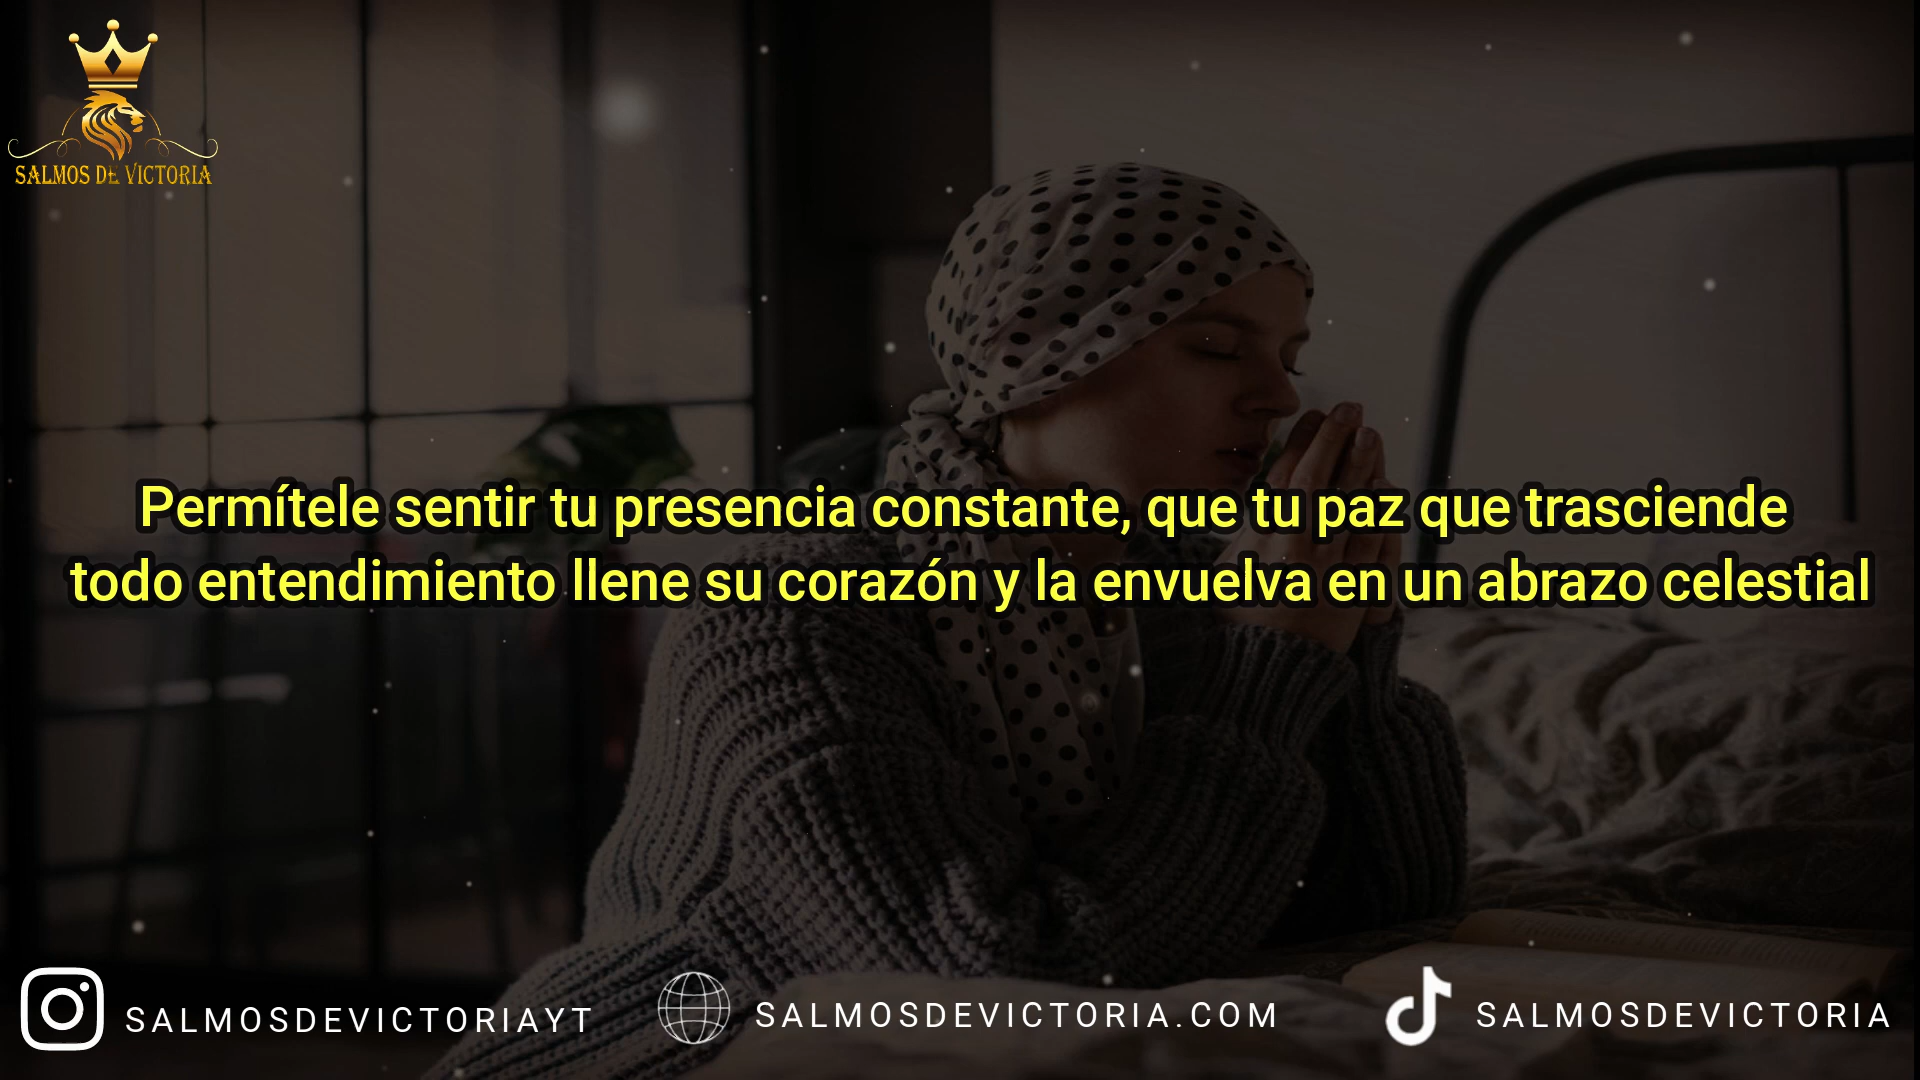 SALMOS DE VICTORIA
Permítele sentir tu presencia constante, que tu paz que trasciende
todo entendimiento llene su corazón y la envuelva en un abrazo celestial
SALMOSDEVICTORIAYT
SALMOSDEVICTORIA.COM
SALMOSDEVICTORIA